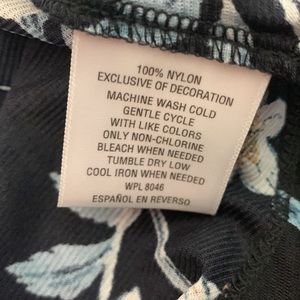 100% NYLON
EXCLUSIVE OF DECORATION
MACHINE WASH COLD
GENTLE CYCLE
WITH LIKE COLORS
ONLY NON-CHLORINE
BLEACH WHEN NEEDED
TUMBLE DRY LOW
COOL IRON WHEN NEEDED
WPL 8046
ESPAÑOL EN REVERSO